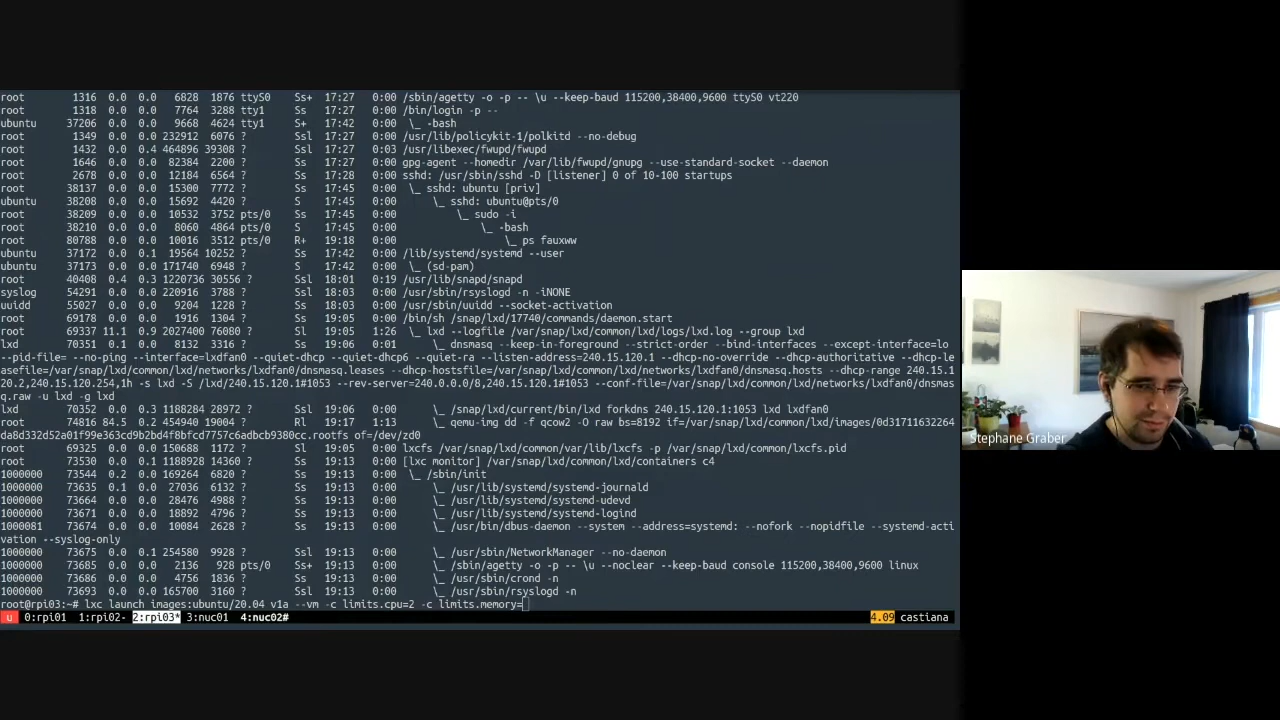 root        1316  0.0  0.0   6828  1876 ttyS0    Ss+  17:27   0:00 /sbin/agetty -o -p -- \u --keep-baud 115200,38400,9600 ttyS0 vt220
root        1318  0.0  0.0   7764  3288 tty1     Ss   17:27   0:00 /bin/login -p --
ubuntu     37206  0.0  0.0   9668  4624 tty1     S+   17:42   0:00  \_ -bash
root        1349  0.0  0.0 232912  6076 ?        Ssl  17:27   0:00 /usr/lib/policykit-1/polkitd --no-debug
root        1432  0.0  0.4 464896 39308 ?        Ssl  17:27   0:03 /usr/libexec/fwupd/fwupd
root        1646  0.0  0.0  82384  2200 ?        Ss   17:27   0:00 gpg-agent --homedir /var/lib/fwupd/gnupg --use-standard-socket --daemon
root        2678  0.0  0.0  12184  6564 ?        Ss   17:28   0:00 sshd: /usr/sbin/sshd -D [listener] 0 of 10-100 startups
root       38137  0.0  0.0  15300  7772 ?        Ss   17:45   0:00  \_ sshd: ubuntu [priv]
ubuntu     38208  0.0  0.0  15692  4420 ?        S    17:45   0:00      \_ sshd: ubuntu@pts/0
root       38209  0.0  0.0  10532  3752 pts/0    S    17:45   0:00          \_ sudo -i
root       38210  0.0  0.0   8060  4864 pts/0    S    17:45   0:00              \_ -bash
root       80788  0.0  0.0  10016  3512 pts/0    R+   19:18   0:00                  \_ ps fauxww
ubuntu     37172  0.0  0.1  19564 10252 ?        Ss   17:42   0:00 /lib/systemd/systemd --user
ubuntu     37173  0.0  0.0 171740  6948 ?        S    17:42   0:00  \_ (sd-pam)
root       40408  0.4  0.3 1220736 30556 ?       Ssl  18:01   0:19 /usr/lib/snapd/snapd
syslog     54291  0.0  0.0 220916  3788 ?        Ssl  18:03   0:00 /usr/sbin/rsyslogd -n -iNONE
uuidd      55027  0.0  0.0   9204  1228 ?        Ss   18:03   0:00 /usr/sbin/uuidd --socket-activation
root       69178  0.0  0.0   1916  1304 ?        Ss   19:05   0:00 /bin/sh /snap/lxd/17740/commands/daemon.start
root       69337 11.1  0.9 2027400 76080 ?       Sl   19:05   1:26  \_ lxd --logfile /var/snap/lxd/common/lxd/logs/lxd.log --group lxd
lxd        70351  0.1  0.0   8132  3316 ?        Ss   19:06   0:01      \_ dnsmasq --keep-in-foreground --strict-order --bind-interfaces --except-interface=lo
--pid-file= --no-ping --interface=lxdfan0 --quiet-dhcp --quiet-dhcp6 --quiet-ra --listen-address=240.15.120.1 --dhcp-no-override --dhcp-authoritative --dhcp-le
asefile=/var/snap/lxd/common/lxd/networks/lxdfan0/dnsmasq.leases --dhcp-hostsfile=/var/snap/lxd/common/lxd/networks/lxdfan0/dnsmasq.hosts --dhcp-range 240.15.1
20.2,240.15.120.254,1h -s lxd -S /lxd/240.15.120.1#1053 --rev-server=240.0.0.0/8,240.15.120.1#1053 --conf-file=/var/snap/lxd/common/lxd/networks/lxdfan0/dnsmas
q.raw -u lxd -g lxd
lxd        70352  0.0  0.3 1188284 28972 ?       Ssl  19:06   0:00      \_ /snap/lxd/current/bin/lxd forkdns 240.15.120.1:1053 lxd lxdfan0
root       74816 84.5  0.2 454940 19004 ?        Rl   19:17   1:13      \_ qemu-img dd -f qcow2 -O raw bs=8192 if=/var/snap/lxd/common/lxd/images/0d31711632264
da8d332d52a01f99e363cd9b2bd4f8bfcd7757c6adbcb9380cc.rootfs of=/dev/zd0
root       69325  0.0  0.0 150688  1172 ?        Sl   19:05   0:00 lxcfs /var/snap/lxd/common/var/lib/lxcfs -p /var/snap/lxd/common/lxcfs.pid
root       73530  0.0  0.1 1188928 14360 ?       Ss   19:13   0:00 [lxc monitor] /var/snap/lxd/common/lxd/containers c4
1000000    73544  0.2  0.0 169264  6820 ?        Ss   19:13   0:00  \_ /sbin/init
1000000    73635  0.1  0.0  27036  6132 ?        Ss   19:13   0:00      \_ /usr/lib/systemd/systemd-journald
1000000    73664  0.0  0.0  28476  4988 ?        Ss   19:13   0:00      \_ /usr/lib/systemd/systemd-udevd
1000000    73671  0.0  0.0  18892  4796 ?        Ss   19:13   0:00      \_ /usr/lib/systemd/systemd-logind
1000081    73674  0.0  0.0  10084  2628 ?        Ss   19:13   0:00      \_ /usr/bin/dbus-daemon --system --address=systemd: --nofork --nopidfile --systemd-acti
vation --syslog-only
1000000    73675  0.0  0.1 254580  9928 ?        Ssl  19:13   0:00      \_ /usr/sbin/NetworkManager --no-daemon
1000000    73685  0.0  0.0   2136   928 pts/0    Ss+  19:13   0:00      \_ /sbin/agetty -o -p -- \u --noclear --keep-baud console 115200,38400,9600 linux
1000000    73686  0.0  0.0   4756  1836 ?        Ss   19:13   0:00      \_ /usr/sbin/crond -n
1000000    73693  0.0  0.0 165700  3160 ?        Ssl  19:13   0:00      \_ /usr/sbin/rsyslogd -n
root@rpi03:~# lxc launch images:ubuntu/20.04 v1a --vm -c limits.cpu=2 -c limits.memory=
u 0:rpi01 1:rpi02- 2:rpi03* 3:nuc01 4:nuc02# 4.09 castiana
Stephane Graber